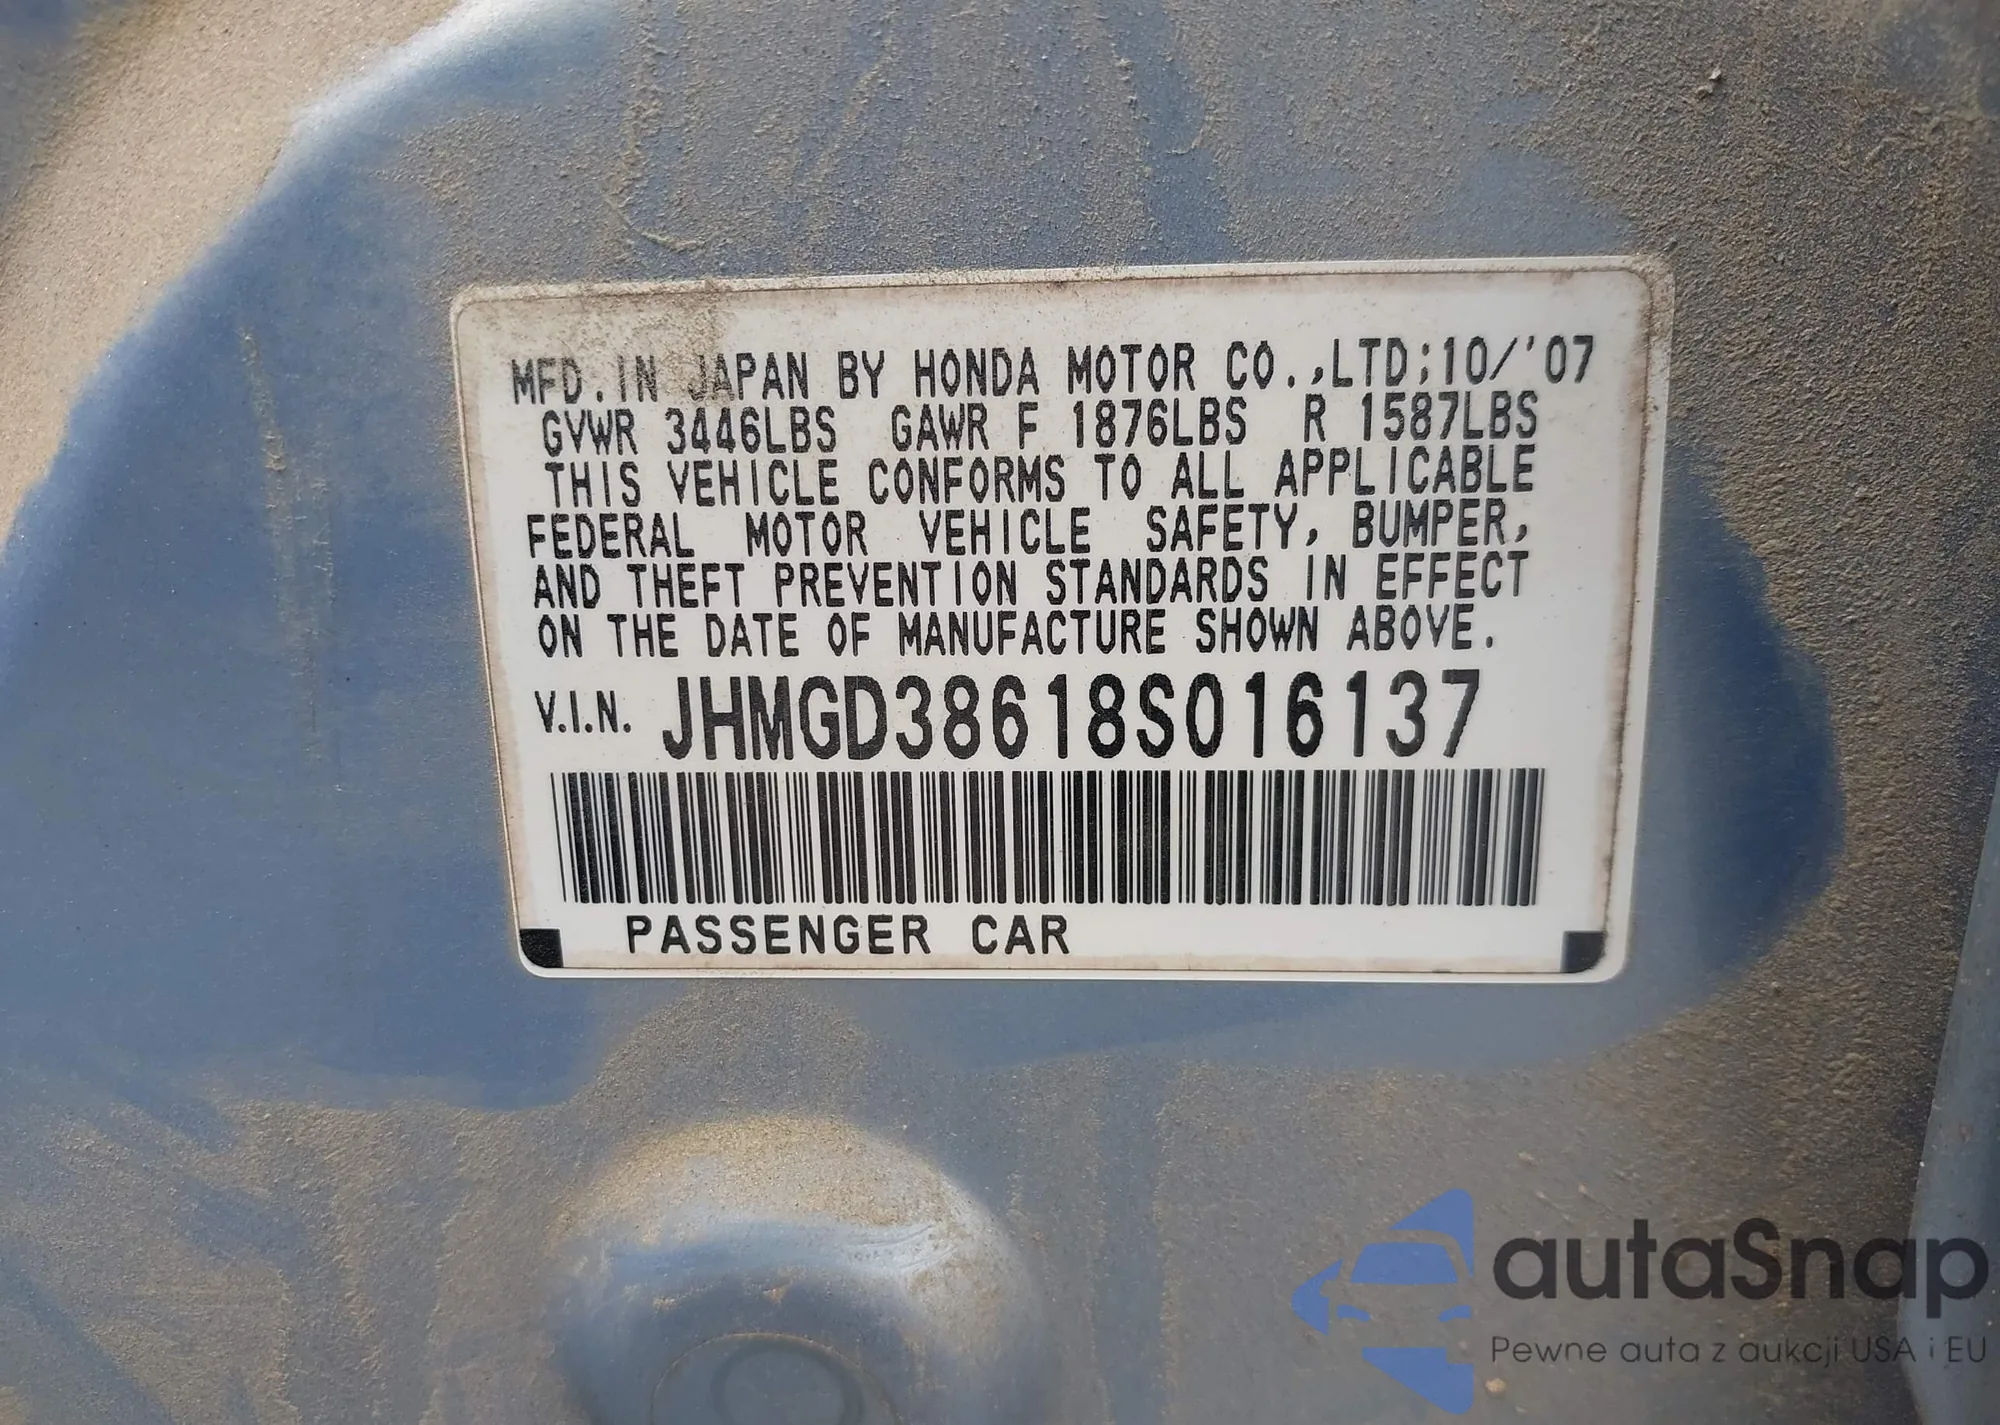 MFD. IN JAPAN BY HONDA MOTOR CO.,LTD;10/'07
GVWR 3446LBS GAWR F 1876LBS R 1587LBS
THIS VEHICLE CONFORMS TO ALL APPLICABLE
FEDERAL MOTOR VEHICLE SAFETY, BUMPER,
AND THEFT PREVENTION STANDARDS IN EFFECT
ON THE DATE OF MANUFACTURE SHOWN ABOVE.
V.I.N. JHMGD38618S016137
PASSENGER CAR
autaSnap
Pewne auta z aukcji USA i EU